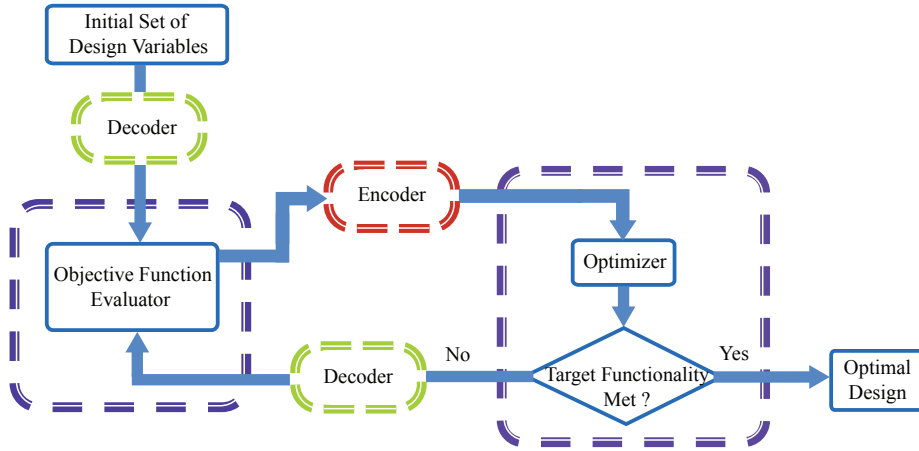 Initial Set of
Design Variables
Decoder
Encoder
Objective Function
Evaluator
Optimizer
Decoder
No
Target Functionality
Met ?
Yes
Optimal
Design